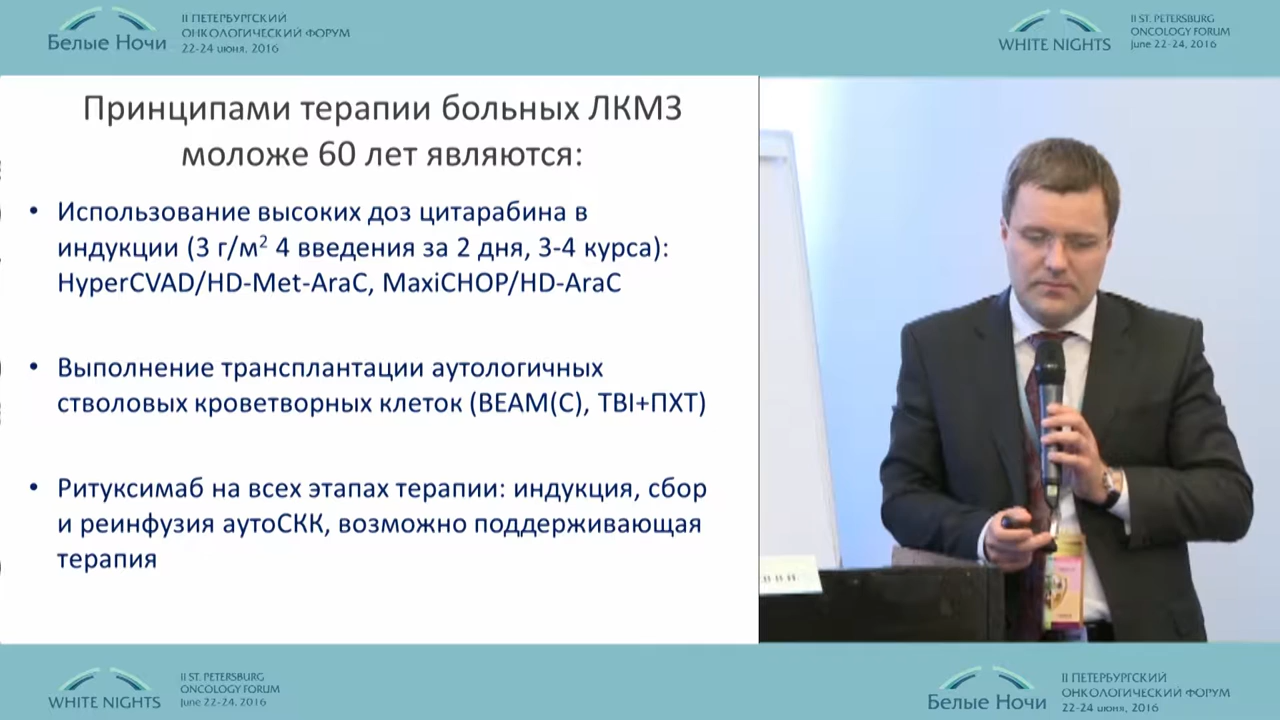 Белые Ночи
II ПЕТЕРБУРГСКИЙ
ОНКОЛОГИЧЕСКИЙ ФОРУМ
22-24 июня, 2016
WHITE NIGHTS
II ST. PETERSBURG
ONCOLOGY FORUM
June 22-24, 2016
Принципами терапии больных ЛКМЗ
моложе 60 лет являются:
• Использование высоких доз цитарабина в
индукции (3 г/м² 4 введения за 2 дня, 3-4 курса):
HyperCVAD/HD-Met-AraC, MaxiCHOP/HD-AraC
• Выполнение трансплантации аутологичных
стволовых кроветворных клеток (BEAM(C), TBI+ПХТ)
• Ритуксимаб на всех этапах терапии: индукция, сбор
и реинфузия аутоСКК, возможно поддерживающая
терапия
WHITE NIGHTS
II ST. PETERSBURG
ONCOLOGY FORUM
June 22-24, 2016
Белые Ночи
II ПЕТЕРБУРГСКИЙ
ОНКОЛОГИЧЕСКИЙ ФОРУМ
22-24 июня, 2016